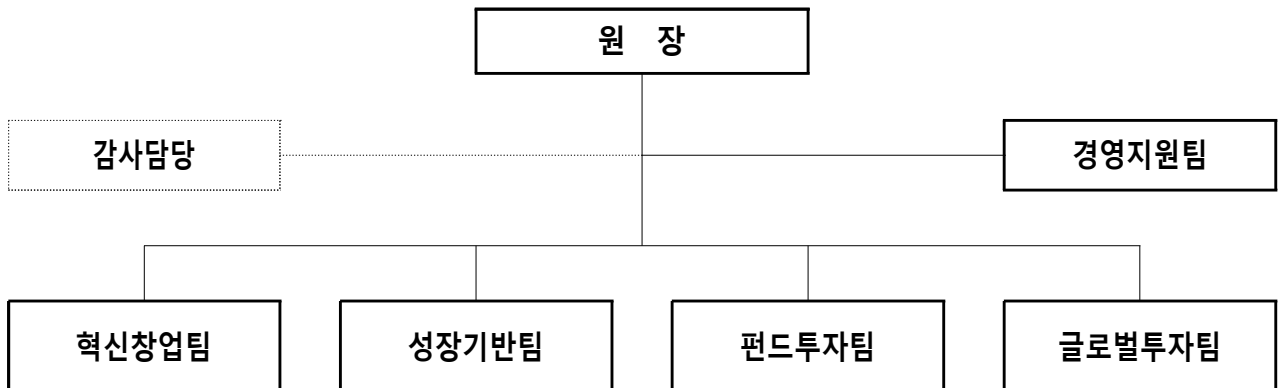 원 장
감사담당
경영지원팀
혁신창업팀
성장기반팀
펀드투자팀
글로벌투자팀